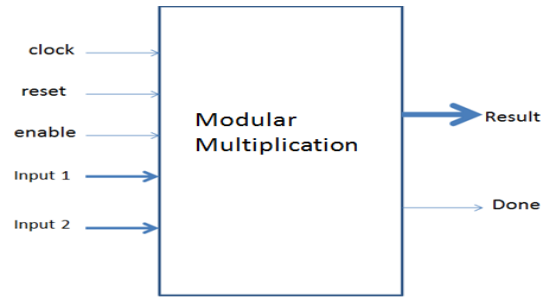 clock
reset
enable
Input 1
Input 2
Modular
Multiplication
Result
Done